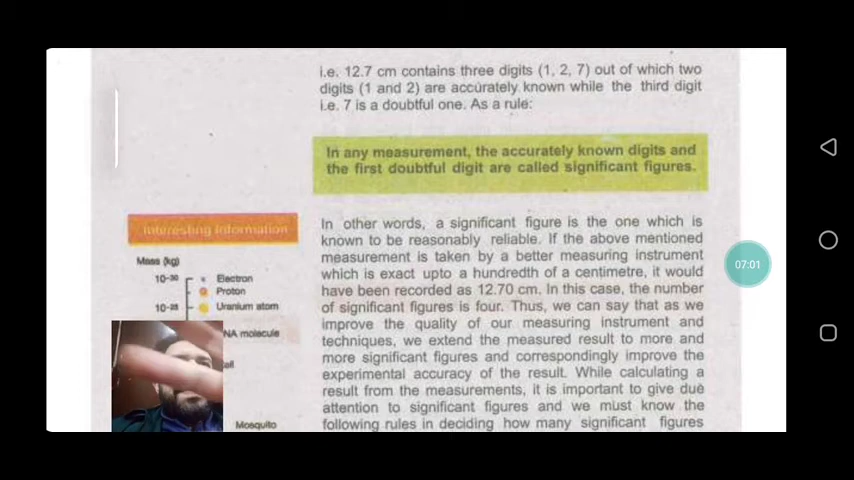 i.e. 12.7 cm contains three digits (1, 2, 7) out of which two
digits (1 and 2) are accurately known while the third digit
i.e. 7 is a doubtful one. As a rule:
In any measurement, the accurately known digits and
the first doubtful digit are called significant figures.
Interesting Information
Mass (kg)
10-30
Electron
Proton
10-25
Uranium atom
NA molecule
ell
Mosquito
In other words, a significant figure is the one which is
known to be reasonably reliable. If the above mentioned
measurement is taken by a better measuring instrument
which is exact upto a hundredth of a centimetre, it would
have been recorded as 12.70 cm. In this case, the number
of significant figures is four. Thus, we can say that as we
improve the quality of our measuring instrument and
techniques, we extend the measured result to more and
more significant figures and correspondingly improve the
experimental accuracy of the result. While calculating a
result from the measurements, it is important to give due
attention to significant figures and we must know the
following rules in deciding how many significant figures
07:01